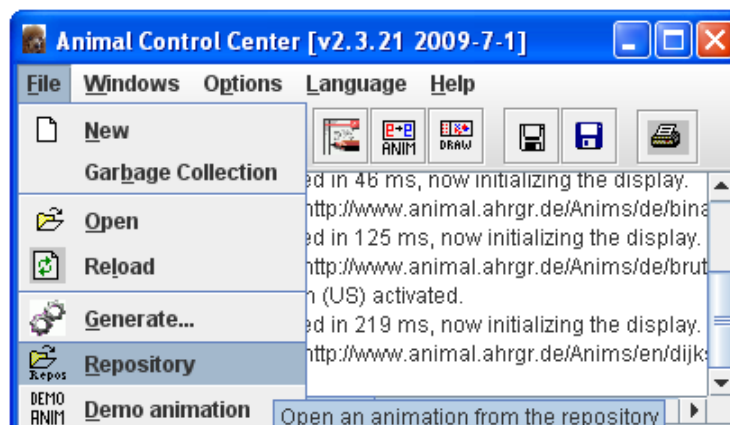 Animal Control Center [v2.3.21 2009-7-1]
File Windows Options Language Help
New
Garbage Collection
Open
Reload
Generate...
Repos Repository
DEMO ANIM Demo animation
ANIM DRAW
ed in 46 ms, now initializing the display.
http://www.animal.ahrgr.de/Anims/de/bina
ed in 125 ms, now initializing the display.
http://www.animal.ahrgr.de/Anims/de/brut
n (US) activated.
ed in 219 ms, now initializing the display.
http://www.animal.ahrgr.de/Anims/en/dijks
Open an animation from the repository